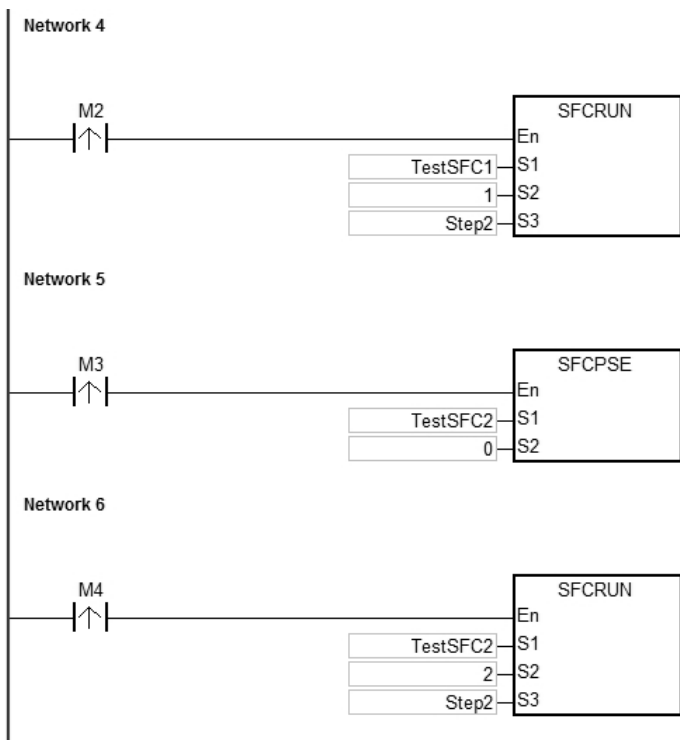 Network 4
M2
SFCRUN
En
TestSFC1 S1
1 S2
Step2 S3
Network 5
M3
SFCPSE
En
TestSFC2 S1
0 S2
Network 6
M4
SFCRUN
En
TestSFC2 S1
2 S2
Step2 S3